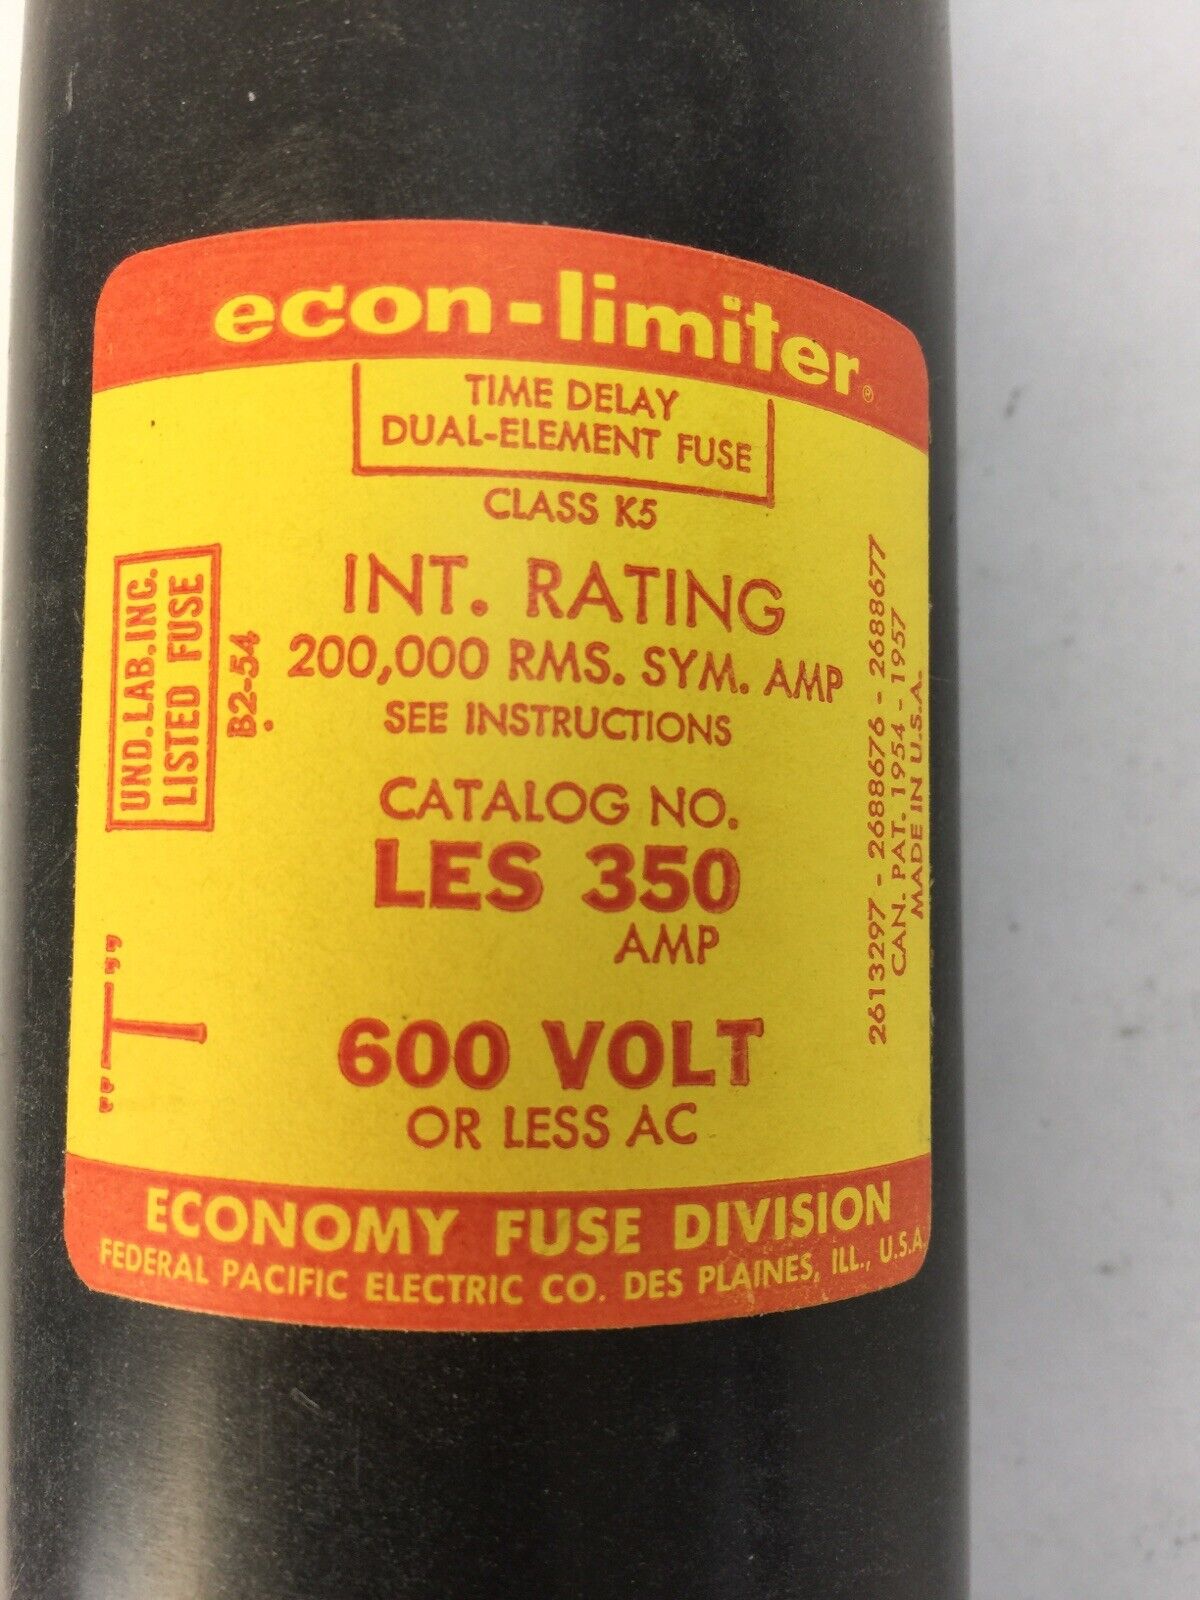 econ-limiter®
TIME DELAY
DUAL-ELEMENT FUSE
CLASS K5
INT. RATING
200,000 RMS. SYM. AMP
SEE INSTRUCTIONS
CATALOG NO.
LES 350
AMP
600 VOLT
OR LESS AC
UND. LAB. INC.
LISTED FUSE
B2-54
"T"
2613297 - 2688676 - 2688677
CAN. PAT. 1954 - 1957
MADE IN U.S.A.
ECONOMY FUSE DIVISION
FEDERAL PACIFIC ELECTRIC CO. DES PLAINES, ILL., U.S.A.